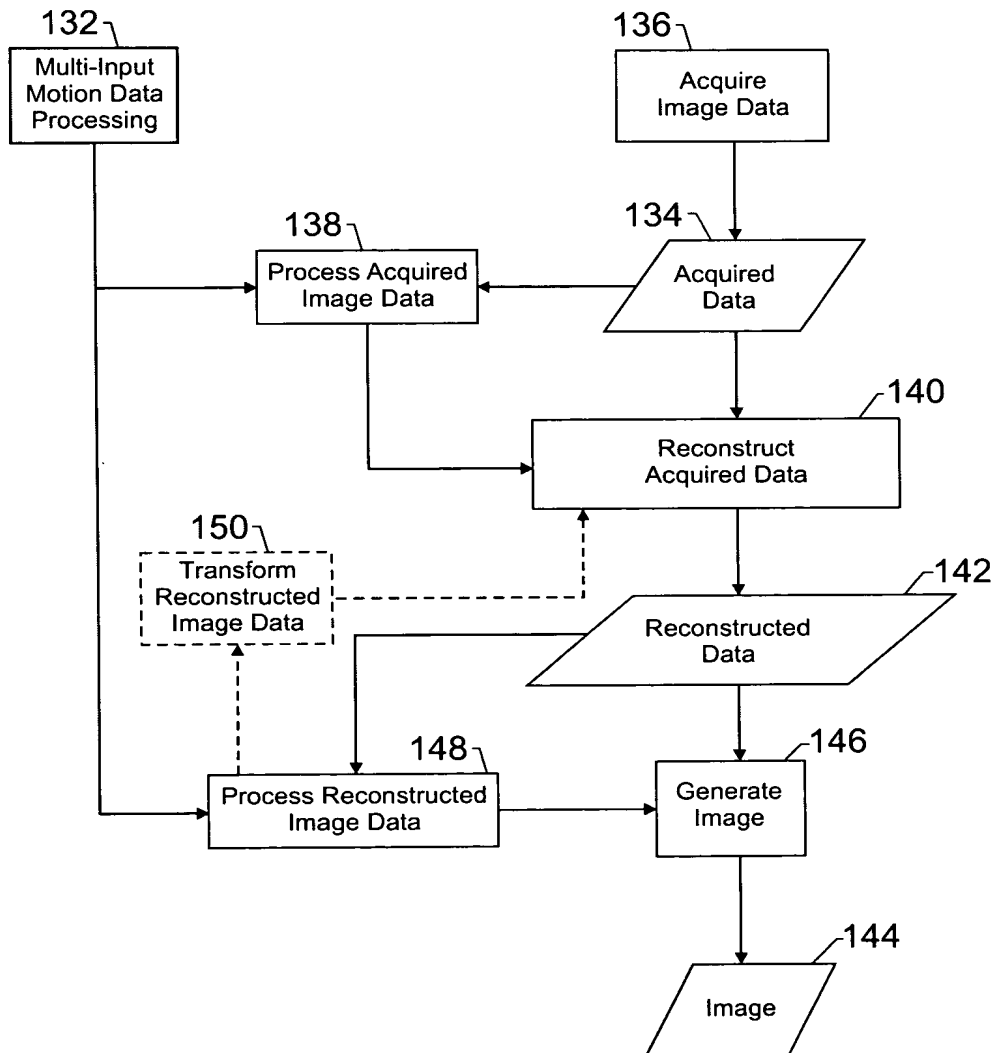 132
Multi-Input
Motion Data
Processing
136
Acquire
Image Data
134
Acquired
Data
138
Process Acquired
Image Data
140
Reconstruct
Acquired Data
150
Transform
Reconstructed
Image Data
142
Reconstructed
Data
148
Process Reconstructed
Image Data
146
Generate
Image
144
Image